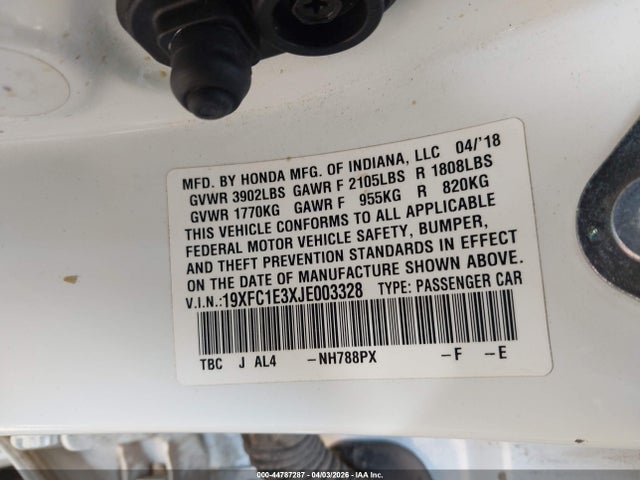 MFD. BY HONDA MFG. OF INDIANA, LLC 04/'18
GVWR 3902LBS GAWR F 2105LBS R 1808LBS
GVWR 1770KG GAWR F 955KG R 820KG
THIS VEHICLE CONFORMS TO ALL APPLICABLE
FEDERAL MOTOR VEHICLE SAFETY, BUMPER,
AND THEFT PREVENTION STANDARDS IN EFFECT
ON THE DATE OF MANUFACTURE SHOWN ABOVE.
V.I.N.:19XFC1E3XJE003328 TYPE: PASSENGER CAR
TBC J AL4 -NH788PX -F -E
000-44787287 - 04/03/2026 - IAA Inc.